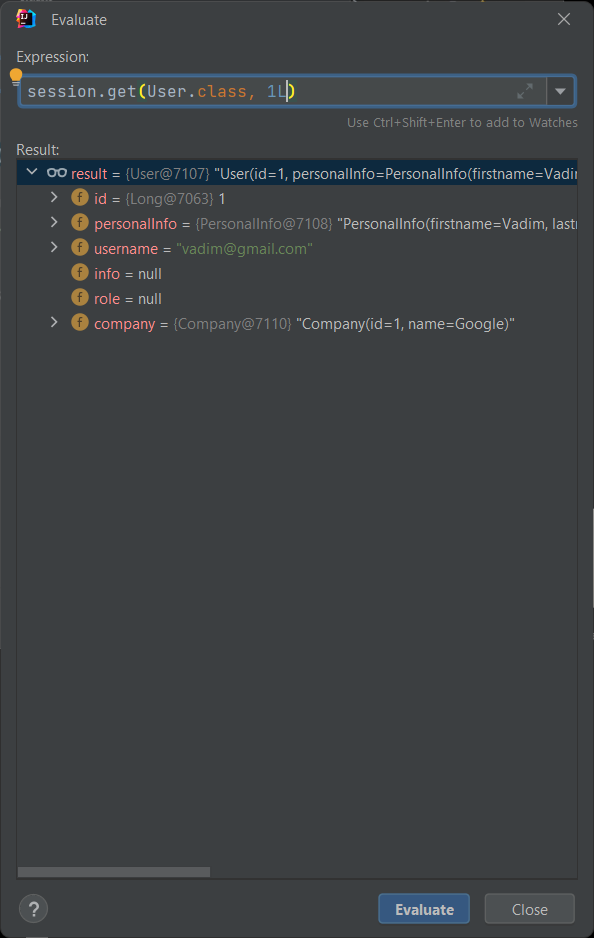 Evaluate
Expression:
session.get(User.class, 1L)
Use Ctrl+Shift+Enter to add to Watches
Result:
result = {User@7107} "User(id=1, personalInfo=PersonalInfo(firstname=Vadin
f id = {Long@7063} 1
f personalInfo = {PersonalInfo@7108} "PersonalInfo(firstname=Vadim, lastn
f username = "vadim@gmail.com"
f info = null
f role = null
f company = {Company@7110} "Company(id=1, name=Google)"
? Evaluate Close